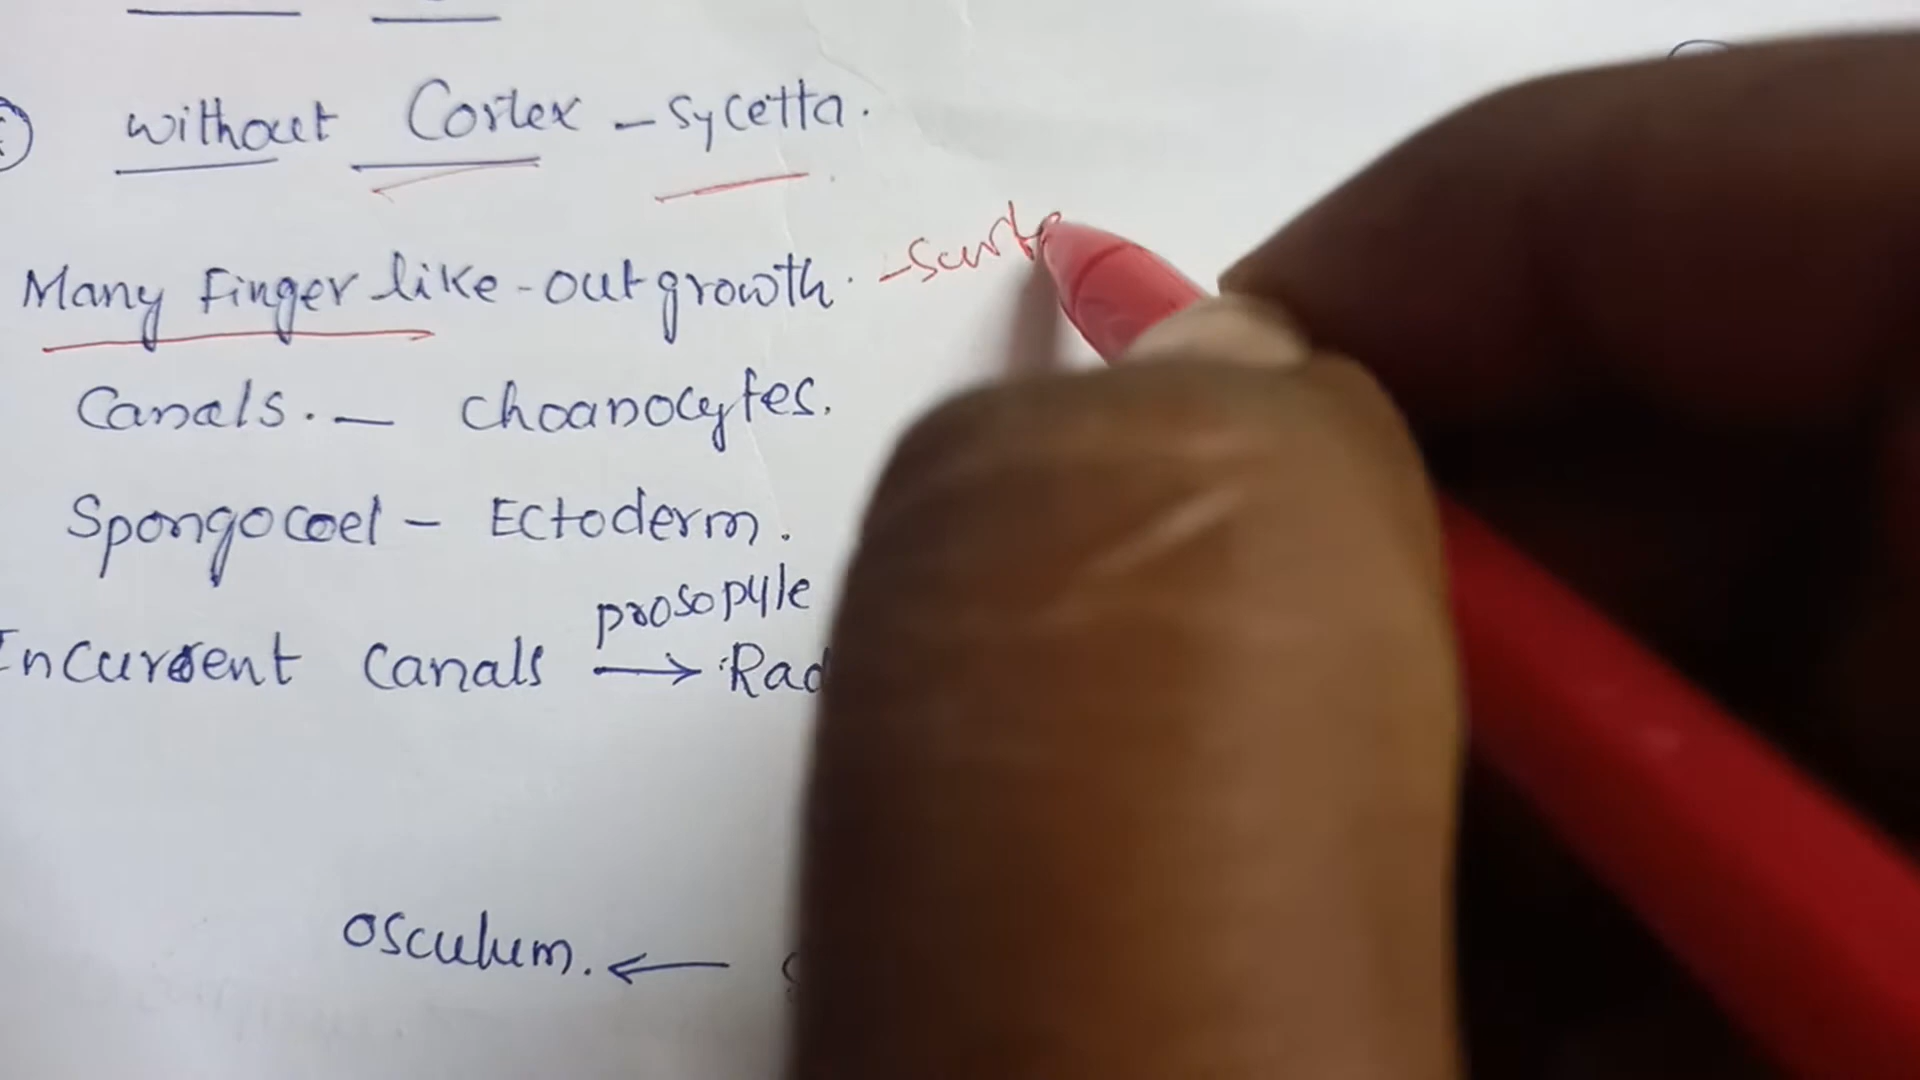 without Cortex - sycetta.
Many Finger like - out growth. -
Canals. - choanocytes.
Spongocoel - Ectoderm.
prosopyle
Incurrent canals → Rad
osculum. ←